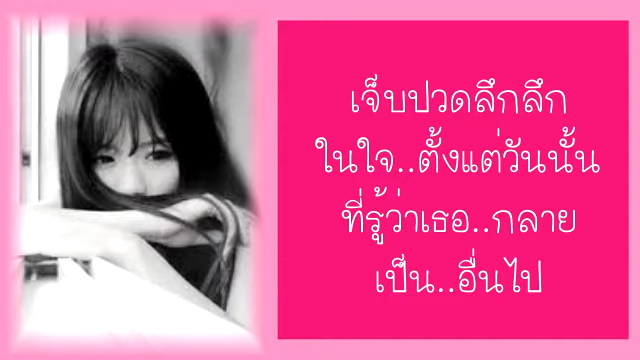 เจ็บปวดลึกลึก
ในใจ..ตั้งแต่วันนั้น
ที่รู้ว่าเธอ..กลาย
เป็น..อื่นไป